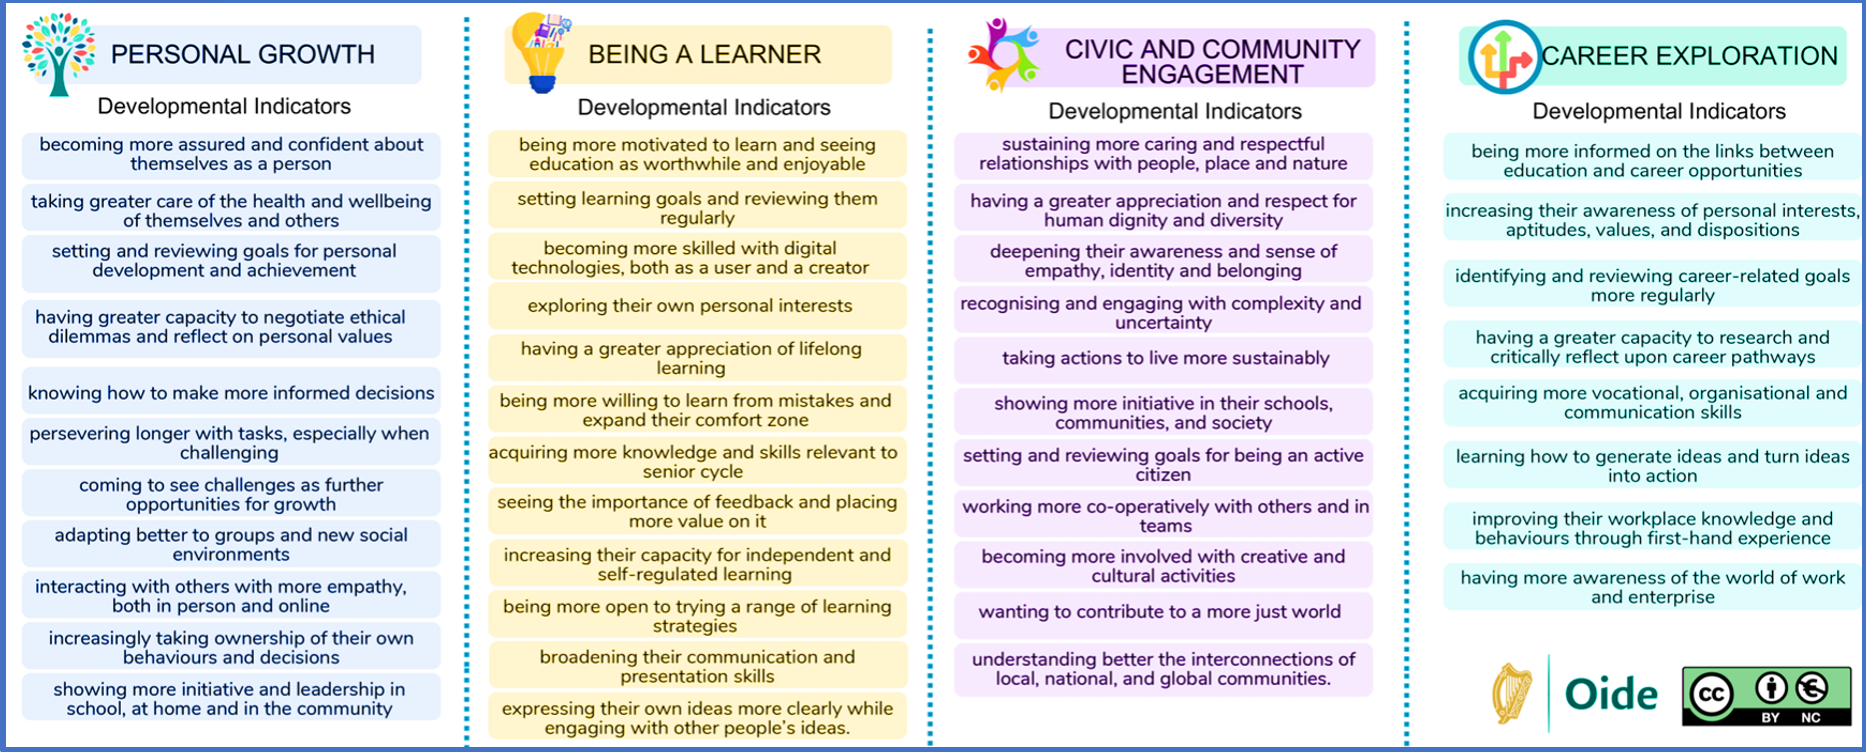 PERSONAL GROWTH
Developmental Indicators
becoming more assured and confident about
themselves as a person
taking greater care of the health and wellbeing
of themselves and others
setting and reviewing goals for personal
development and achievement
having greater capacity to negotiate ethical
dilemmas and reflect on personal values
knowing how to make more informed decisions
persevering longer with tasks, especially when
challenging
coming to see challenges as further
opportunities for growth
adapting better to groups and new social
environments
interacting with others with more empathy,
both in person and online
increasingly taking ownership of their own
behaviours and decisions
showing more initiative and leadership in
school, at home and in the community
BEING A LEARNER
Developmental Indicators
being more motivated to learn and seeing
education as worthwhile and enjoyable
setting learning goals and reviewing them
regularly
becoming more skilled with digital
technologies, both as a user and a creator
exploring their own personal interests
having a greater appreciation of lifelong
learning
being more willing to learn from mistakes and
expand their comfort zone
acquiring more knowledge and skills relevant to
senior cycle
seeing the importance of feedback and placing
more value on it
increasing their capacity for independent and
self-regulated learning
being more open to trying a range of learning
strategies
broadening their communication and
presentation skills
expressing their own ideas more clearly while
engaging with other people's ideas.
CIVIC AND COMMUNITY
ENGAGEMENT
Developmental Indicators
sustaining more caring and respectful
relationships with people, place and nature
having a greater appreciation and respect for
human dignity and diversity
deepening their awareness and sense of
empathy, identity and belonging
recognising and engaging with complexity and
uncertainty
taking actions to live more sustainably
showing more initiative in their schools,
communities, and society
setting and reviewing goals for being an active
citizen
working more co-operatively with others and in
teams
becoming more involved with creative and
cultural activities
wanting to contribute to a more just world
understanding better the interconnections of
local, national, and global communities.
CAREER EXPLORATION
Developmental Indicators
being more informed on the links between
education and career opportunities
increasing their awareness of personal interests,
aptitudes, values, and dispositions
identifying and reviewing career-related goals
more regularly
having a greater capacity to research and
critically reflect upon career pathways
acquiring more vocational, organisational and
communication skills
learning how to generate ideas and turn ideas
into action
improving their workplace knowledge and
behaviours through first-hand experience
having more awareness of the world of work
and enterprise
Oide
cc
BY NC